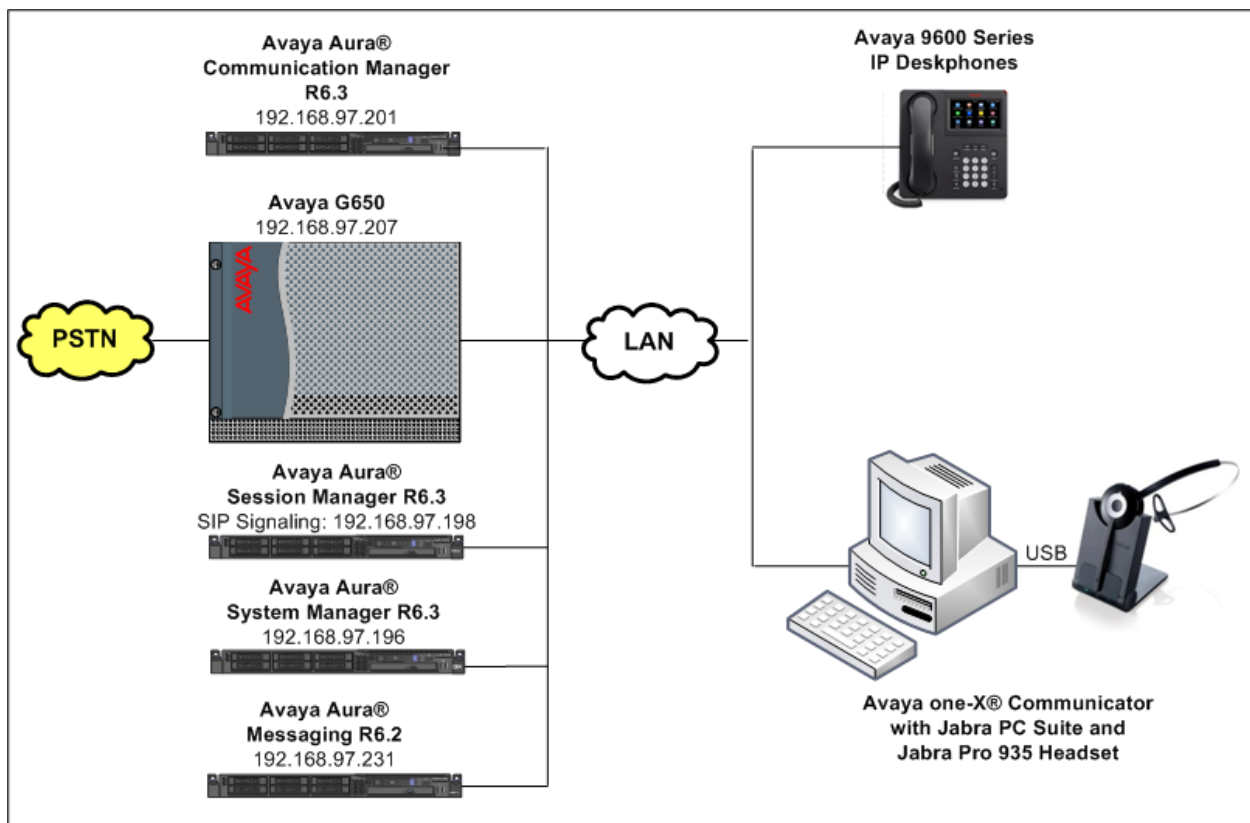 Avaya Aura®
Communication Manager
R6.3
192.168.97.201
Avaya G650
192.168.97.207
AVAYA
PSTN
LAN
Avaya Aura®
Session Manager R6.3
SIP Signaling: 192.168.97.198
Avaya Aura®
System Manager R6.3
192.168.97.196
Avaya Aura®
Messaging R6.2
192.168.97.231
Avaya 9600 Series
IP Deskphones
USB
Avaya one-X® Communicator
with Jabra PC Suite and
Jabra Pro 935 Headset